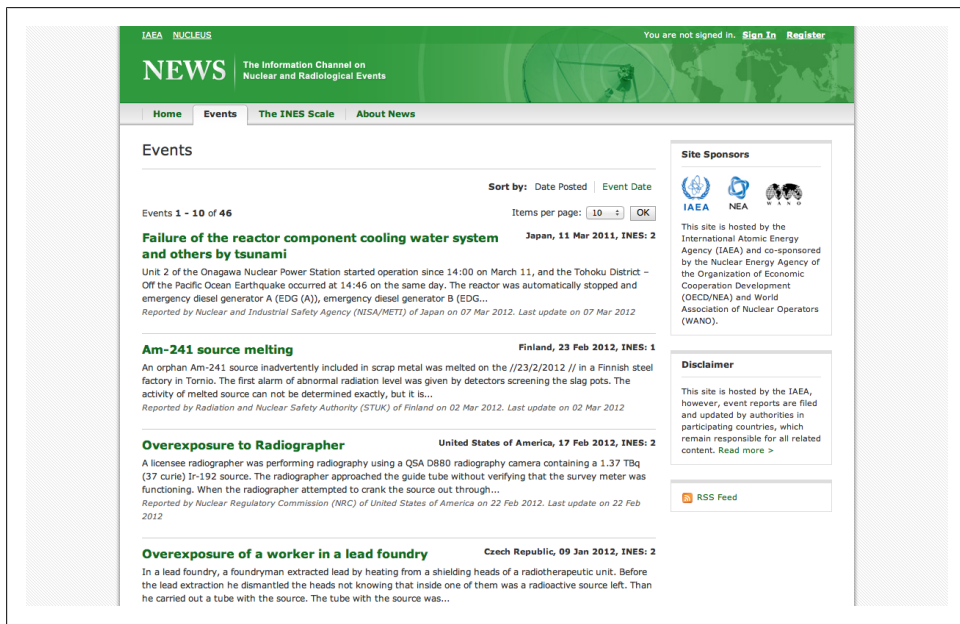 IAEA NUCLEUS
You are not signed in. Sign In Register
NEWS
The Information Channel on
Nuclear and Radiological Events
Home Events The INES Scale About News
Events
Sort by: Date Posted Event Date
Events 1 - 10 of 46
Items per page: 10 OK
Failure of the reactor component cooling water system
and others by tsunami
Japan, 11 Mar 2011, INES: 2
Unit 2 of the Onagawa Nuclear Power Station started operation since 14:00 on March 11, and the Tohoku District –
Off the Pacific Ocean Earthquake occurred at 14:46 on the same day. The reactor was automatically stopped and
emergency diesel generator A (EDG (A)), emergency diesel generator B (EDG...
Reported by Nuclear and Industrial Safety Agency (NISA/METI) of Japan on 07 Mar 2012. Last update on 07 Mar 2012
Am-241 source melting
Finland, 23 Feb 2012, INES: 1
An orphan Am-241 source inadvertently included in scrap metal was melted on the //23/2/2012 // in a Finnish steel
factory in Tornio. The first alarm of abnormal radiation level was given by detectors screening the slag pots. The
activity of melted source can not be determined exactly, but it is...
Reported by Radiation and Nuclear Safety Authority (STUK) of Finland on 02 Mar 2012. Last update on 02 Mar 2012
Overexposure to Radiographer
United States of America, 17 Feb 2012, INES: 2
A licensee radiographer was performing radiography using a QSA D880 radiography camera containing a 1.37 TBq
(37 curie) Ir-192 source. The radiographer approached the guide tube without verifying that the survey meter was
functioning. When the radiographer attempted to crank the source out through...
Reported by Nuclear Regulatory Commission (NRC) of United States of America on 22 Feb 2012. Last update on 22 Feb
2012
Overexposure of a worker in a lead foundry
Czech Republic, 09 Jan 2012, INES: 2
In a lead foundry, a foundryman extracted lead by heating from a shielding heads of a radiotherapeutic unit. Before
the lead extraction he dismantled the heads not knowing that inside one of them was a radioactive source left. Than
he carried out a tube with the source. The tube with the source was...
Site Sponsors
IAEA NEA WANO
This site is hosted by the
International Atomic Energy
Agency (IAEA) and co-sponsored
by the Nuclear Energy Agency of
the Organization of Economic
Cooperation Development
(OECD/NEA) and World
Association of Nuclear Operators
(WANO).
Disclaimer
This site is hosted by the IAEA,
however, event reports are filed
and updated by authorities in
participating countries, which
remain responsible for all related
content. Read more >
RSS Feed